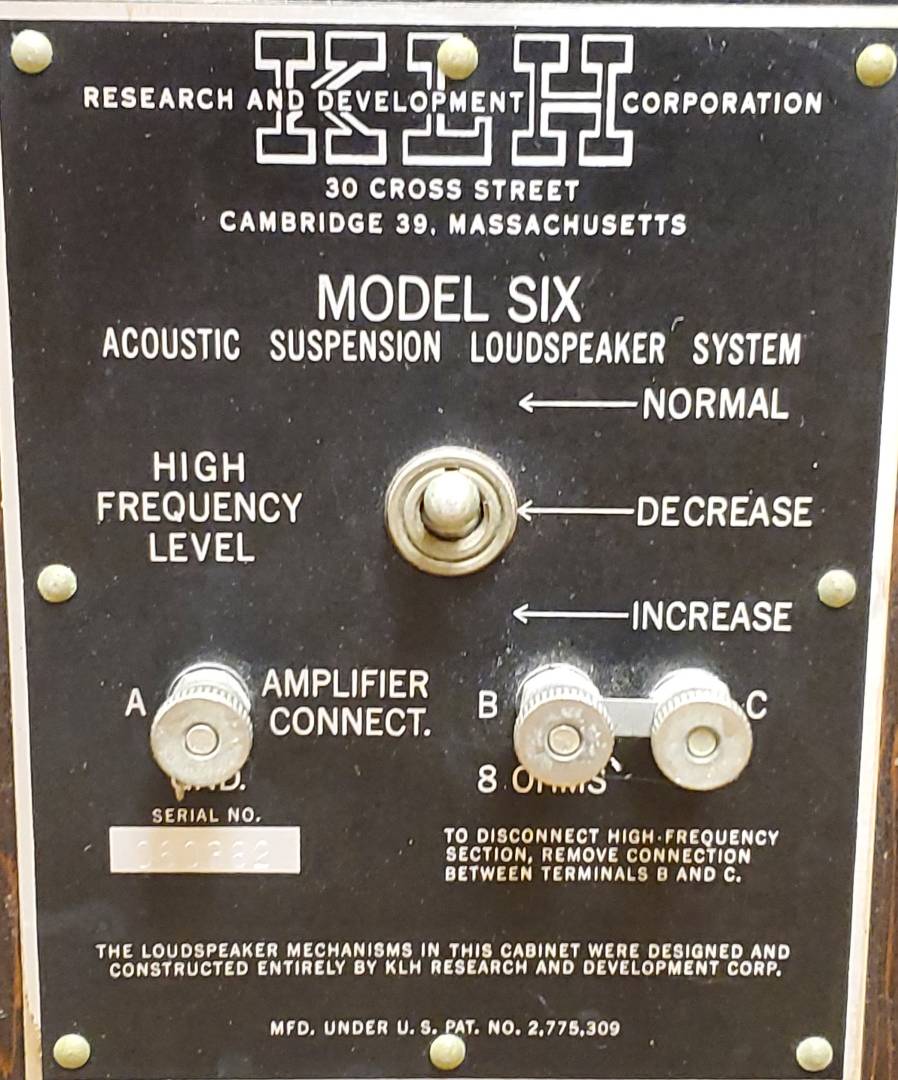 KLH
RESEARCH AND DEVELOPMENT CORPORATION
30 CROSS STREET
CAMBRIDGE 39, MASSACHUSETTS
MODEL SIX
ACOUSTIC SUSPENSION LOUDSPEAKER SYSTEM
NORMAL
HIGH
FREQUENCY
LEVEL
DECREASE
INCREASE
A
AMPLIFIER
CONNECT.
B
C
8 OHMS
SERIAL NO.
TO DISCONNECT HIGH-FREQUENCY
SECTION, REMOVE CONNECTION
BETWEEN TERMINALS B AND C.
THE LOUDSPEAKER MECHANISMS IN THIS CABINET WERE DESIGNED AND
CONSTRUCTED ENTIRELY BY KLH RESEARCH AND DEVELOPMENT CORP.
MFD. UNDER U. S. PAT. NO. 2,775,309